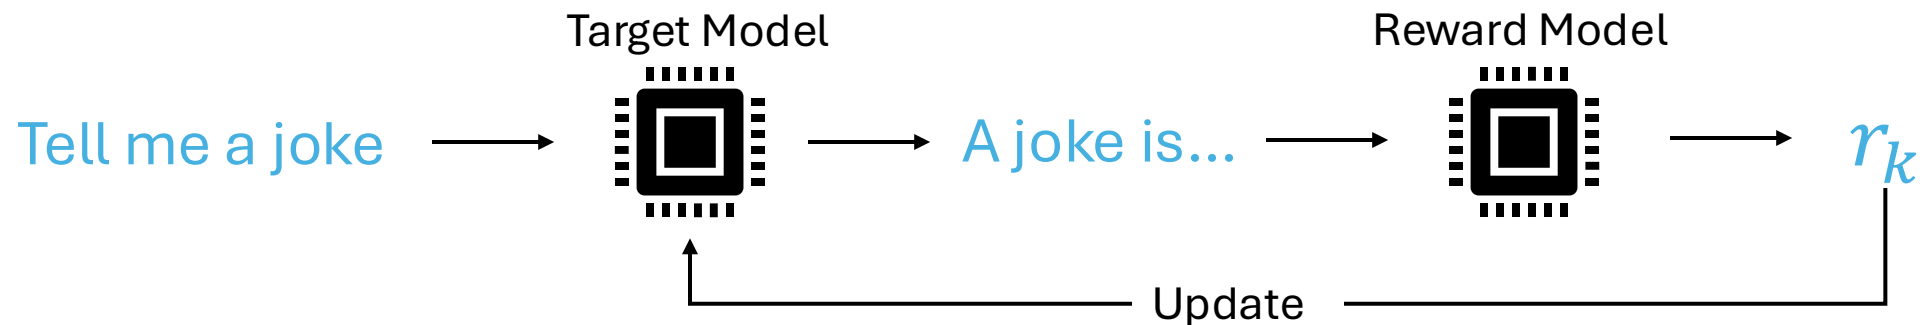 Target Model
Reward Model
Tell me a joke
A joke is...
r_k
Update